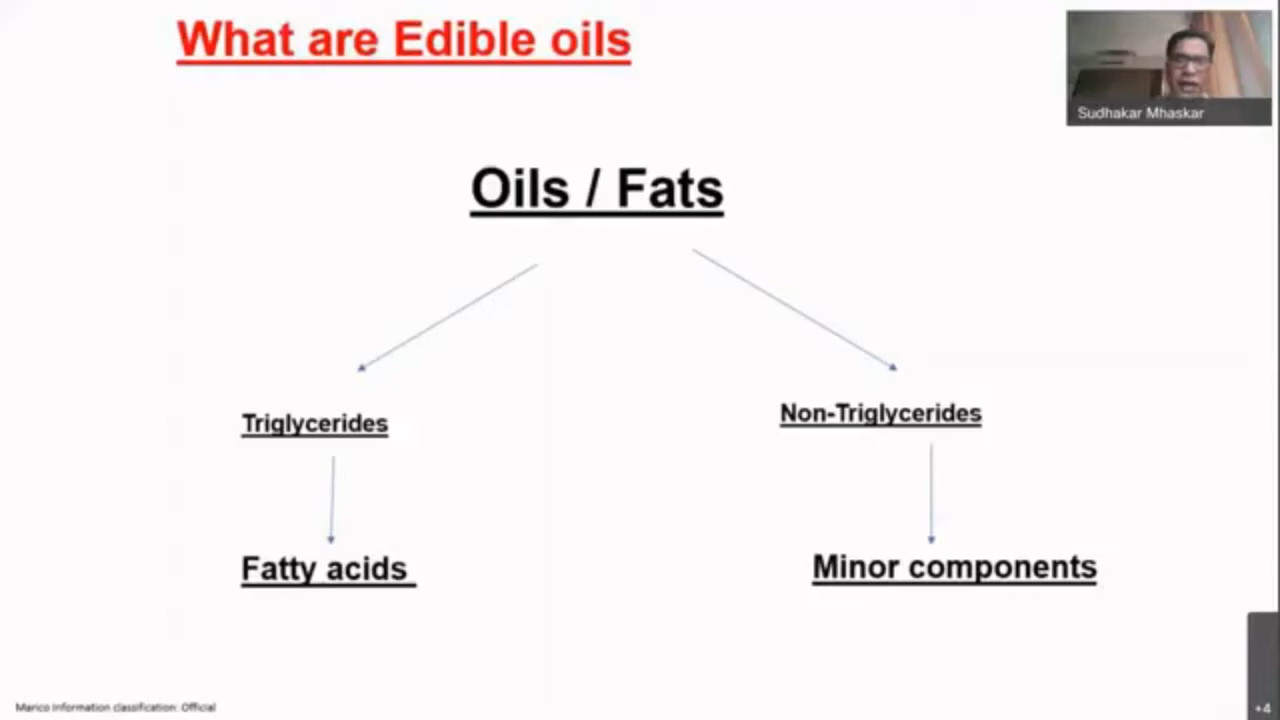 What are Edible oils
Sudhakar Mhaskar
Oils / Fats
Triglycerides
Non-Triglycerides
Fatty acids
Minor components
Marico Information classification: Official
+4